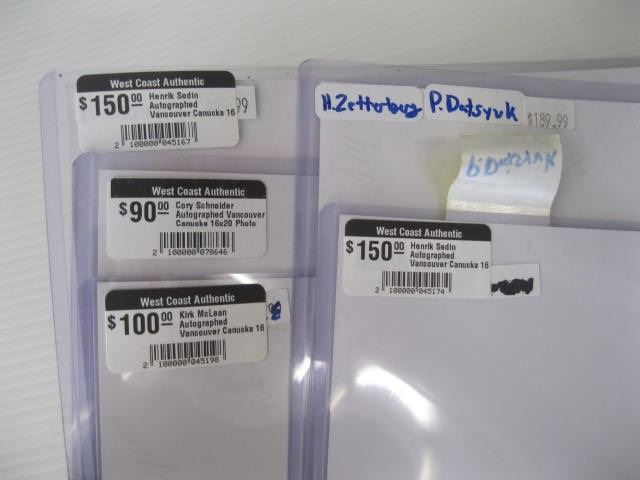 West Coast Authentic
$150.00 Henrik Sedin
Autographed
Vancouver Canucks 16
2 100000 045167
99
H. Zetterburg
P. Datsyuk
$189.99
West Coast Authentic
$90.00 Cory Schneider
Autographed Vancouver
Canucks 16x20 Photo
2 100000 078646
West Coast Authentic
$150.00 Henrik Sedin
Autographed
Vancouver Canucks 16
2 100000 045174
West Coast Authentic
$100.00 Kirk McLean
Autographed
Vancouver Canucks 16
2 100000 045198